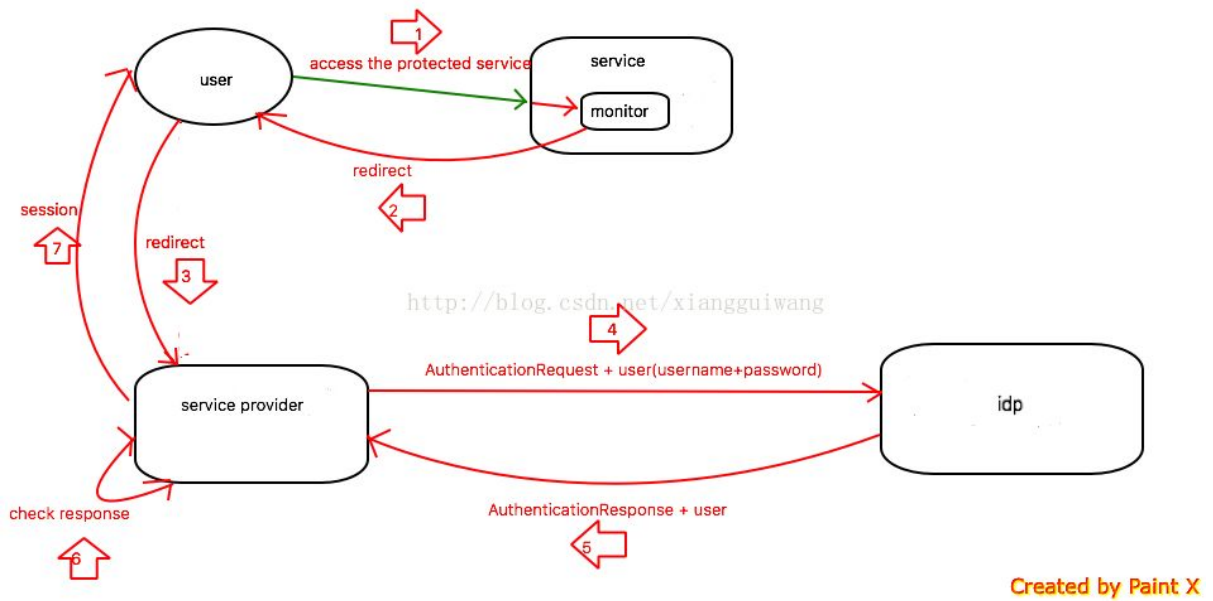 1
access the protected service
user
service
monitor
redirect
2
session
7
redirect
3
http://blog.csdn.net/xiangguiwang
4
AuthenticationRequest + user(username+password)
service provider
idp
check response
6
AuthenticationResponse + user
5
Created by Paint X